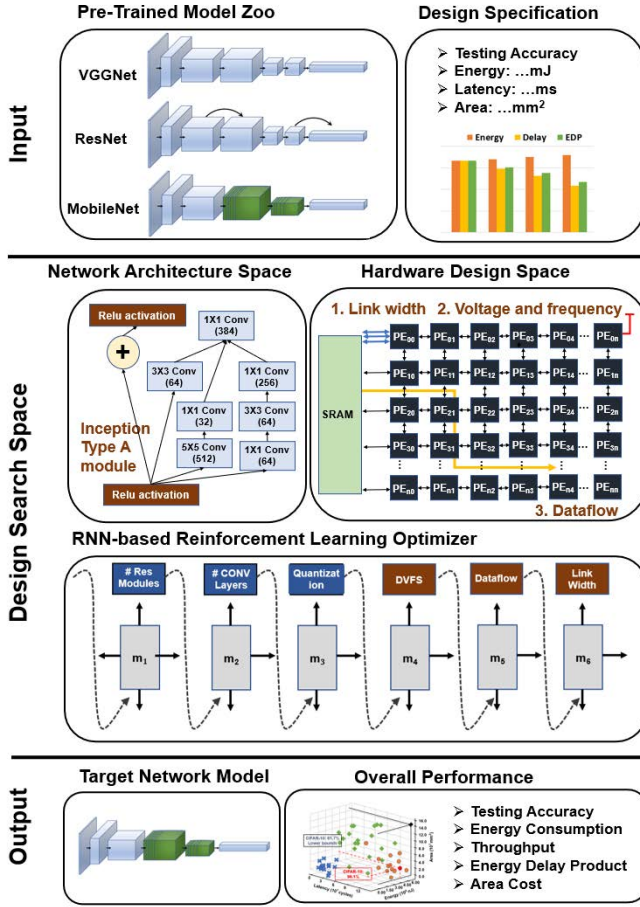 Pre-Trained Model Zoo
Design Specification
Input
VGGNet
ResNet
MobileNet
➢ Testing Accuracy
➢ Energy: ...mJ
➢ Latency: ...ms
➢ Area: ...mm²
Energy Delay EDP
Design Search Space
Network Architecture Space
Hardware Design Space
Relu activation
+
1X1 Conv
(384)
3X3 Conv
(64)
1X1 Conv
(256)
1X1 Conv
(32)
3X3 Conv
(64)
5X5 Conv
(512)
1X1 Conv
(64)
Inception
Type A
module
Relu activation
1. Link width 2. Voltage and frequency
SRAM
PE00 PE01 PE02 PE03 PE04 ... PE0n
PE10 PE11 PE12 PE13 PE14 ... PE1n
PE20 PE21 PE22 PE23 PE24 ... PE2n
PE30 PE31 PE32 PE33 PE34 ... PE3n
PEn0 PEn1 PEn2 PEn3 PEn4 ... PEnn
3. Dataflow
RNN-based Reinforcement Learning Optimizer
# Res
Modules
# CONV
Layers
Quantizat
ion
DVFS
Dataflow
Link
Width
m1 m2 m3 m4 m5 m6
Output
Target Network Model
Overall Performance
➢ Testing Accuracy
➢ Energy Consumption
➢ Throughput
➢ Energy Delay Product
➢ Area Cost